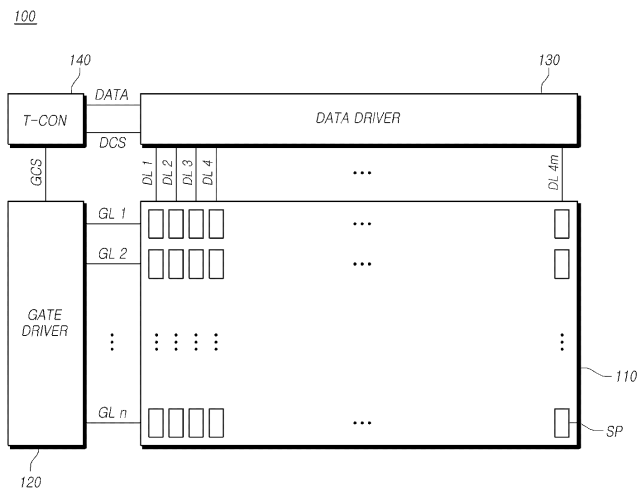 100
140
130
T-CON
DATA
DCS
DATA DRIVER
GCS
DL 1
DL 2
DL 3
DL 4
...
DL 4m
GL 1
...
GL 2
...
GATE
DRIVER
GL n
...
110
SP
120